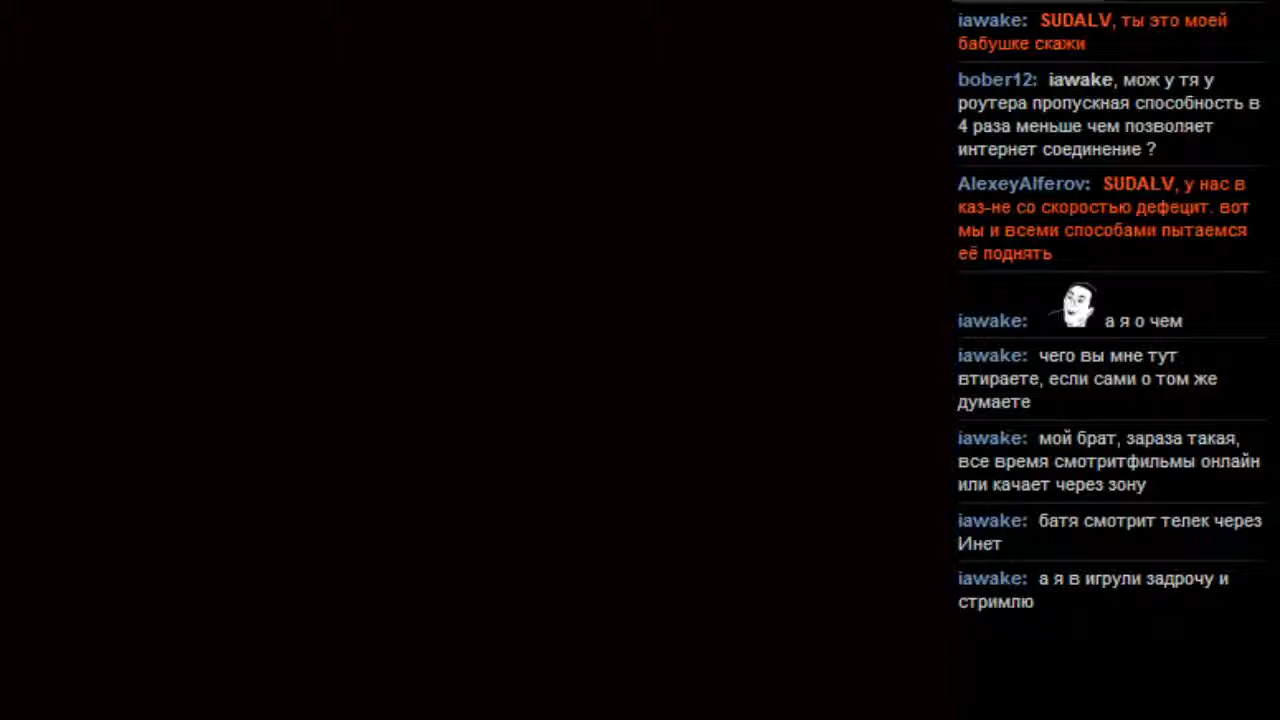 iawake: SUDALV, ты это моей
бабушке скажи
bober12: iawake, мож у тя у
роутера пропускная способность в
4 раза меньше чем позволяет
интернет соединение ?
AlexeyAlferov: SUDALV, у нас в
каз-не со скоростью дефецит. вот
мы и всеми способами пытаемся
её поднять
iawake: а я о чем
iawake: чего вы мне тут
втираете, если сами о том же
думаете
iawake: мой брат, зараза такая,
все время смотритфильмы онлайн
или качает через зону
iawake: батя смотрит телек через
Инет
iawake: а я в игрули задрочу и
стримлю